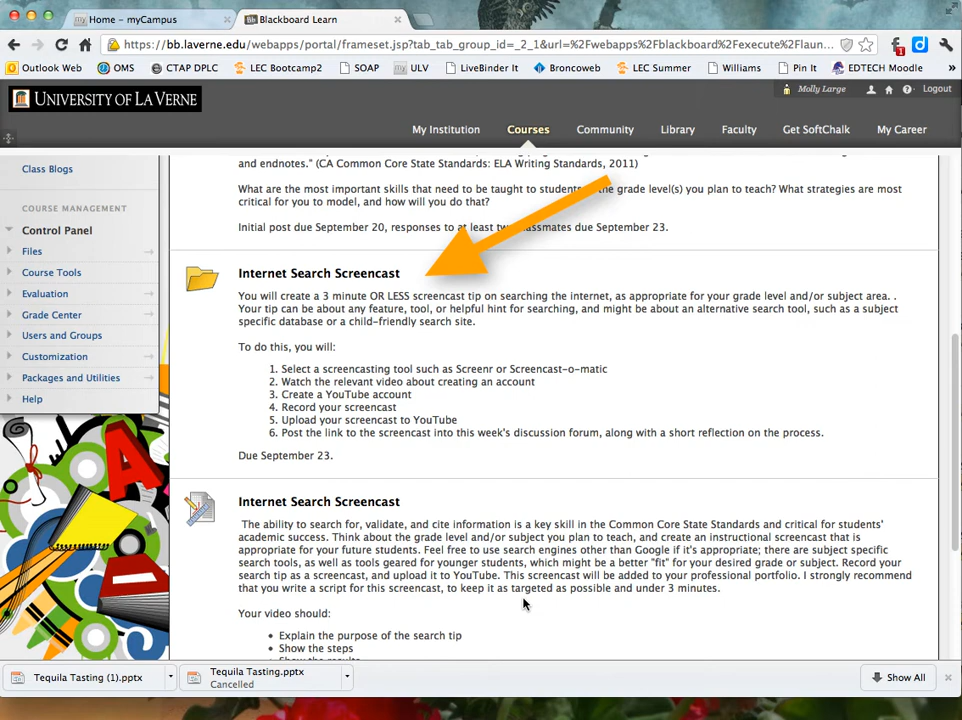 Home - myCampus
Bb Blackboard Learn
https://bb.laverne.edu/webapps/portal/frameset.jsp?tab_tab_group_id=_2_1&url=%2Fwebapps%2Fblackboard%2Fexecute%2Flaun...
Outlook Web OMS CTAP DPLC LEC Bootcamp2 SOAP ULV LiveBinder It Broncoweb LEC Summer Williams Pin It EDTECH Moodle »
UNIVERSITY OF LA VERNE
Molly Large Logout
My Institution Courses Community Library Faculty Get SoftChalk My Career
Class Blogs
COURSE MANAGEMENT
Control Panel
Files
Course Tools
Evaluation
Grade Center
Users and Groups
Customization
Packages and Utilities
Help
and endnotes." (CA Common Core State Standards: ELA Writing Standards, 2011)
What are the most important skills that need to be taught to students the grade level(s) you plan to teach? What strategies are most
critical for you to model, and how will you do that?
Initial post due September 20, responses to at least two classmates due September 23.
Internet Search Screencast
You will create a 3 minute OR LESS screencast tip on searching the internet, as appropriate for your grade level and/or subject area. .
Your tip can be about any feature, tool, or helpful hint for searching, and might be about an alternative search tool, such as a subject
specific database or a child-friendly search site.
To do this, you will:
1. Select a screencasting tool such as Screenr or Screencast-o-matic
2. Watch the relevant video about creating an account
3. Create a YouTube account
4. Record your screencast
5. Upload your screencast to YouTube
6. Post the link to the screencast into this week's discussion forum, along with a short reflection on the process.
Due September 23.
Internet Search Screencast
The ability to search for, validate, and cite information is a key skill in the Common Core State Standards and critical for students'
academic success. Think about the grade level and/or subject you plan to teach, and create an instructional screencast that is
appropriate for your future students. Feel free to use search engines other than Google if it's appropriate; there are subject specific
search tools, as well as tools geared for younger students, which might be a better "fit" for your desired grade or subject. Record your
search tip as a screencast, and upload it to YouTube. This screencast will be added to your professional portfolio. I strongly recommend
that you write a script for this screencast, to keep it as targeted as possible and under 3 minutes.
Your video should:
• Explain the purpose of the search tip
• Show the steps
• Show the results
Tequila Tasting (1).pptx
Tequila Tasting.pptx
Cancelled
Show All